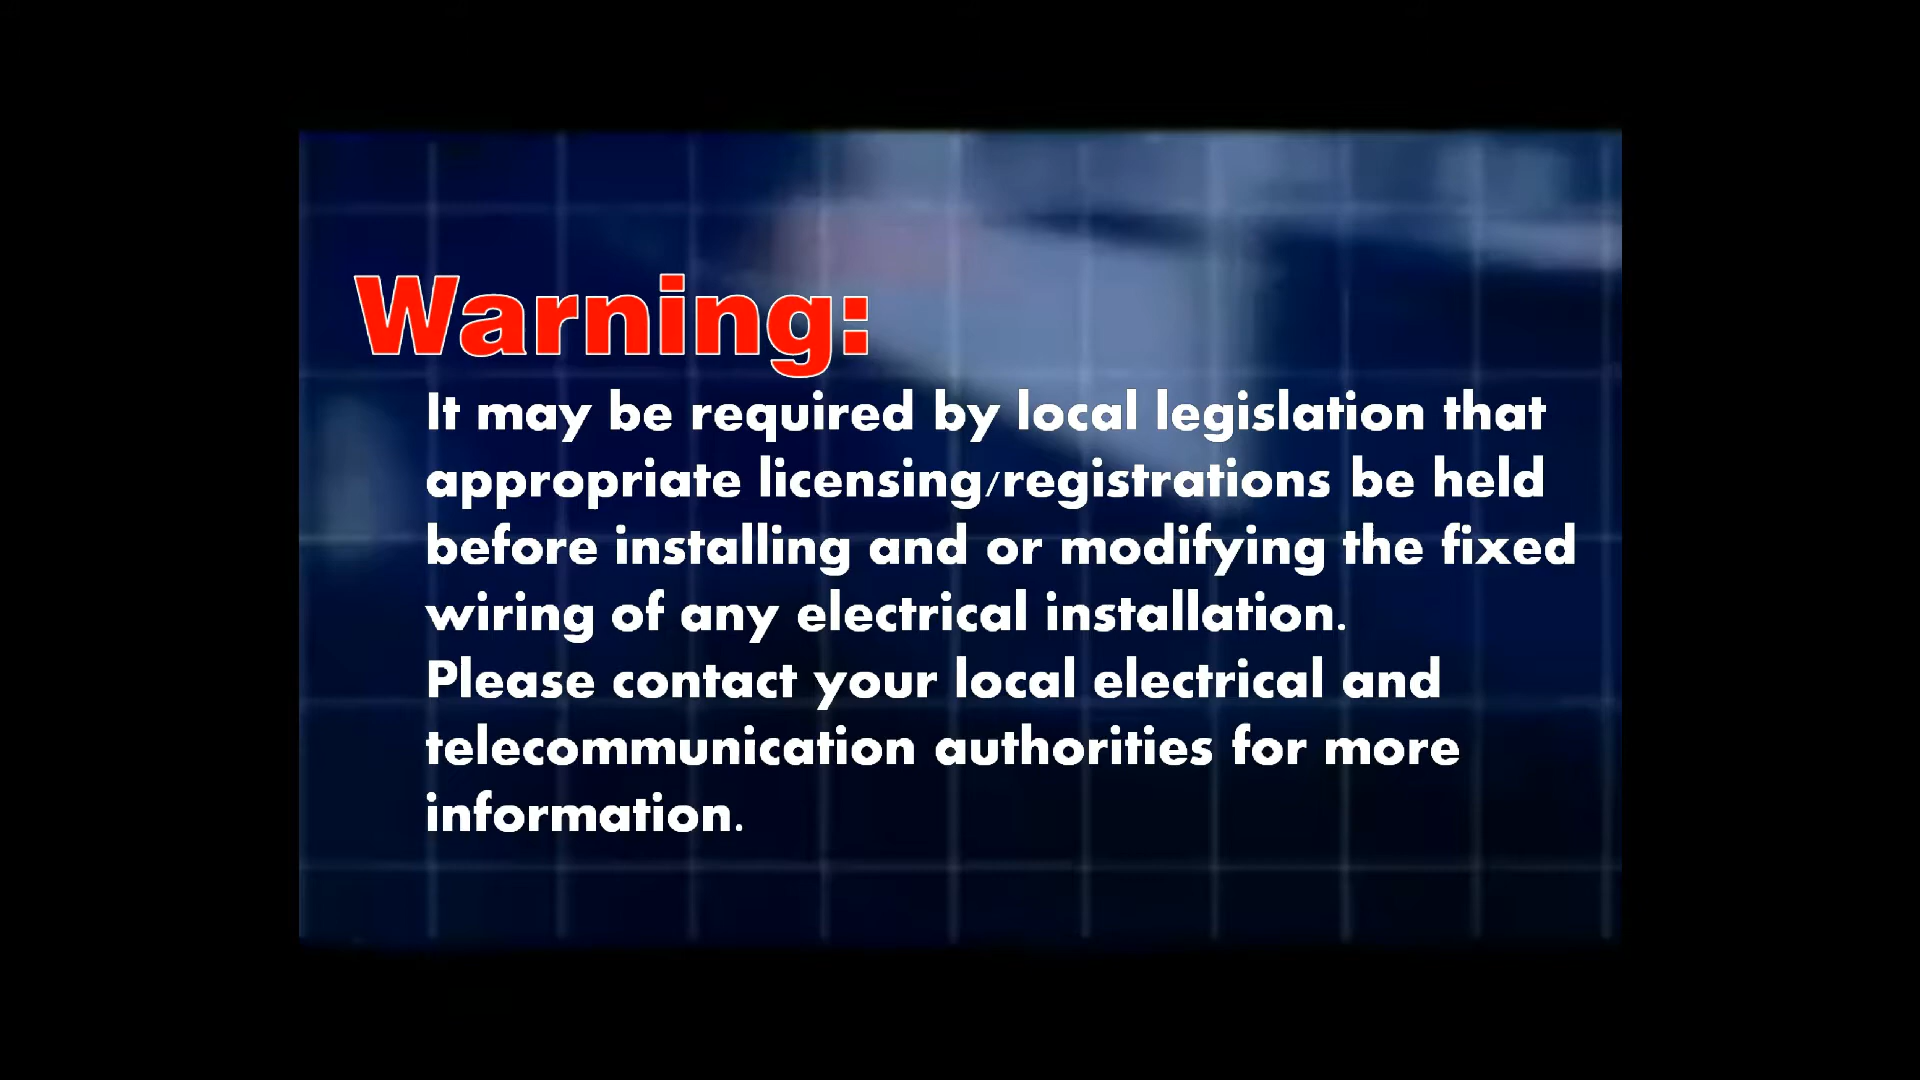 Warning:
It may be required by local legislation that
appropriate licensing/registrations be held
before installing and or modifying the fixed
wiring of any electrical installation.
Please contact your local electrical and
telecommunication authorities for more
information.